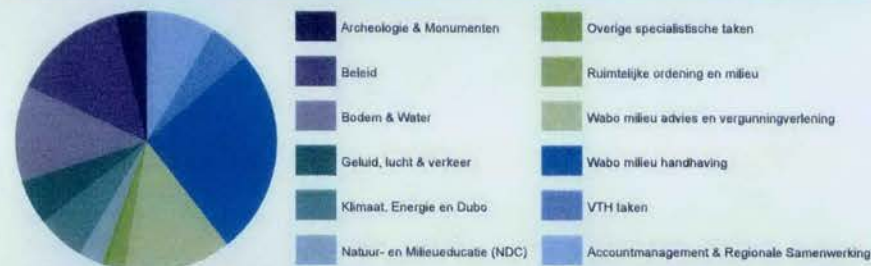 Archeologie & Monumenten
Beleid
Bodem & Water
Geluid, lucht & verkeer
Klimaat, Energie en Dubo
Natuur- en Milieueducatie (NDC)
Overige specialistische taken
Ruimtelijke ordening en milieu
Wabo milieu advies en vergunningverlening
Wabo milieu handhaving
VTH taken
Accountmanagement & Regionale Samenwerking